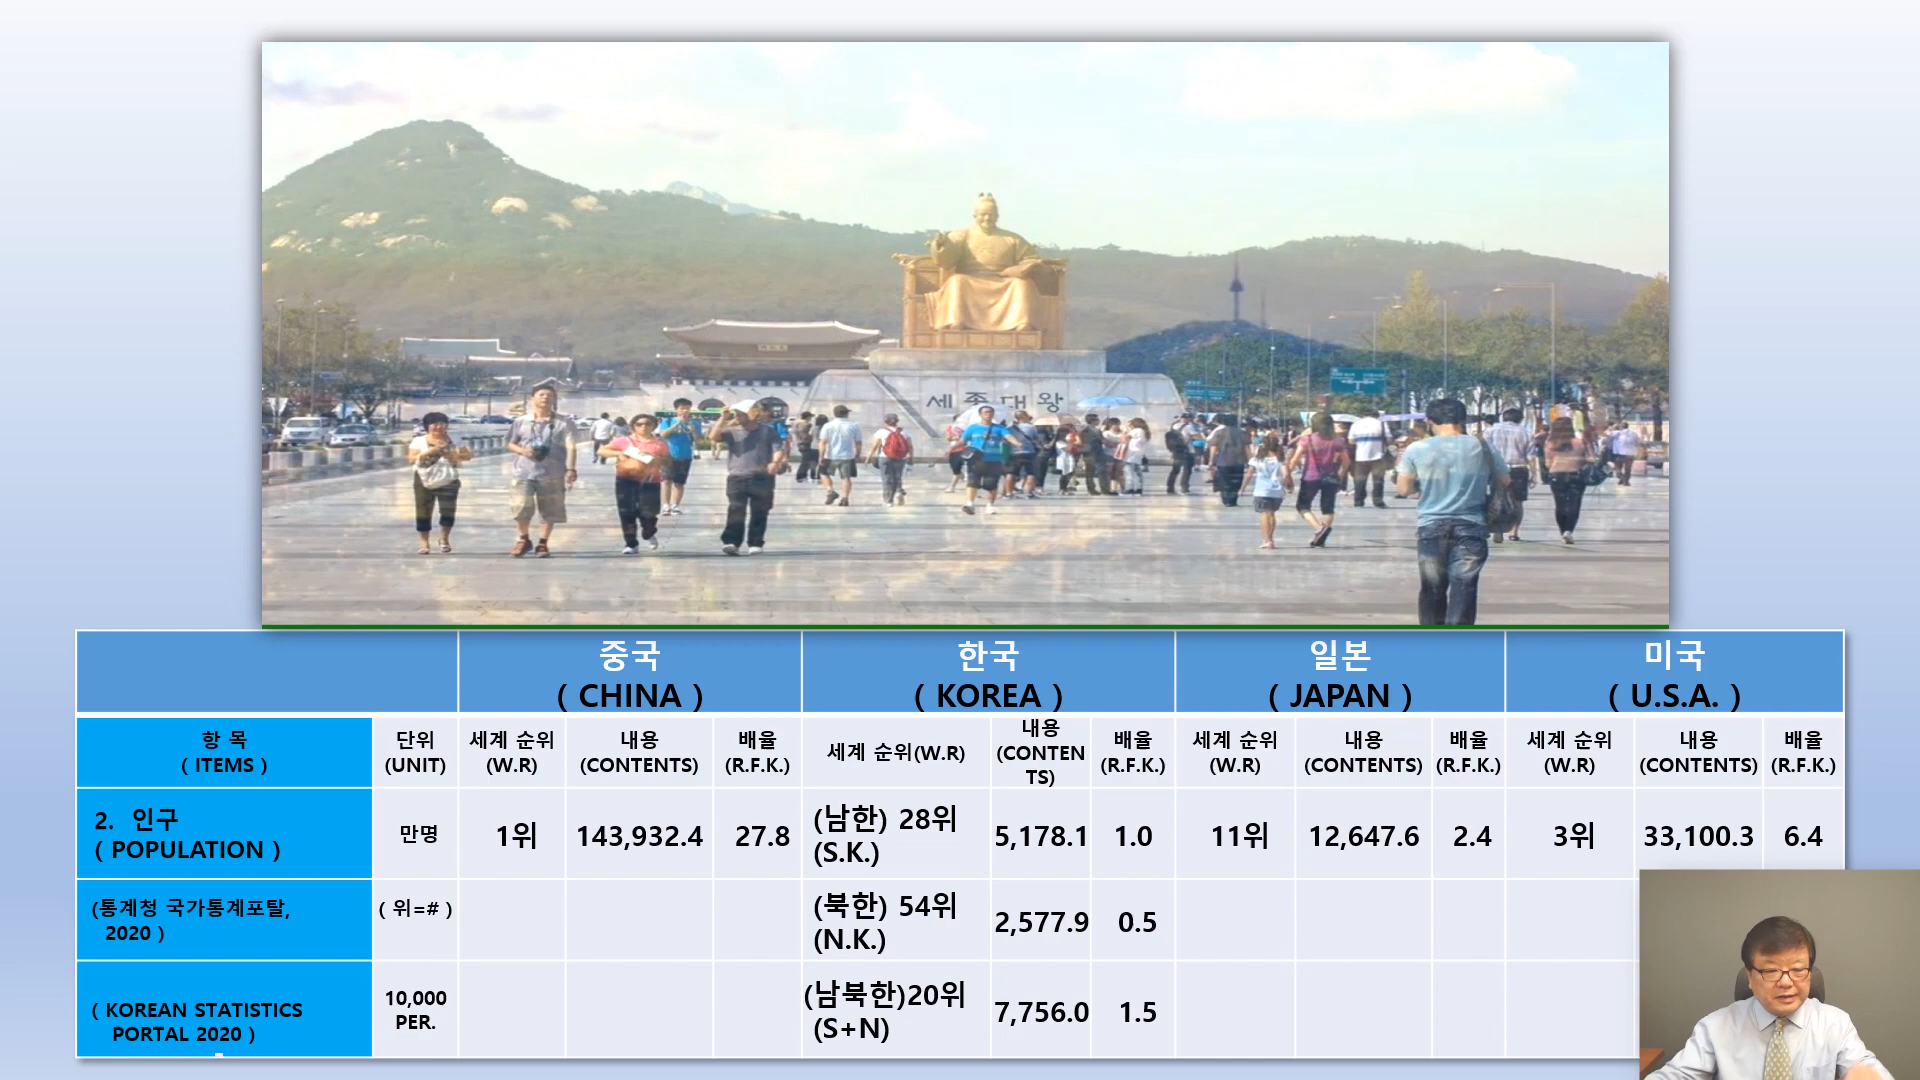 세종대왕
중국
( CHINA )
한국
( KOREA )
일본
( JAPAN )
미국
( U.S.A. )
항 목
( ITEMS )
단위
(UNIT)
세계 순위
(W.R)
내용
(CONTENTS)
배율
(R.F.K.)
세계 순위(W.R)
내용
(CONTEN
TS)
배율
(R.F.K.)
세계 순위
(W.R)
내용
(CONTENTS)
배율
(R.F.K.)
세계 순위
(W.R)
내용
(CONTENTS)
배율
(R.F.K.)
2. 인구
( POPULATION )
만명
1위
143,932.4
27.8
(남한) 28위
(S.K.)
5,178.1
1.0
11위
12,647.6
2.4
3위
33,100.3
6.4
(통계청 국가통계포탈,
2020 )
( 위=# )
(북한) 54위
(N.K.)
2,577.9
0.5
( KOREAN STATISTICS
PORTAL 2020 )
10,000
PER.
(남북한)20위
(S+N)
7,756.0
1.5